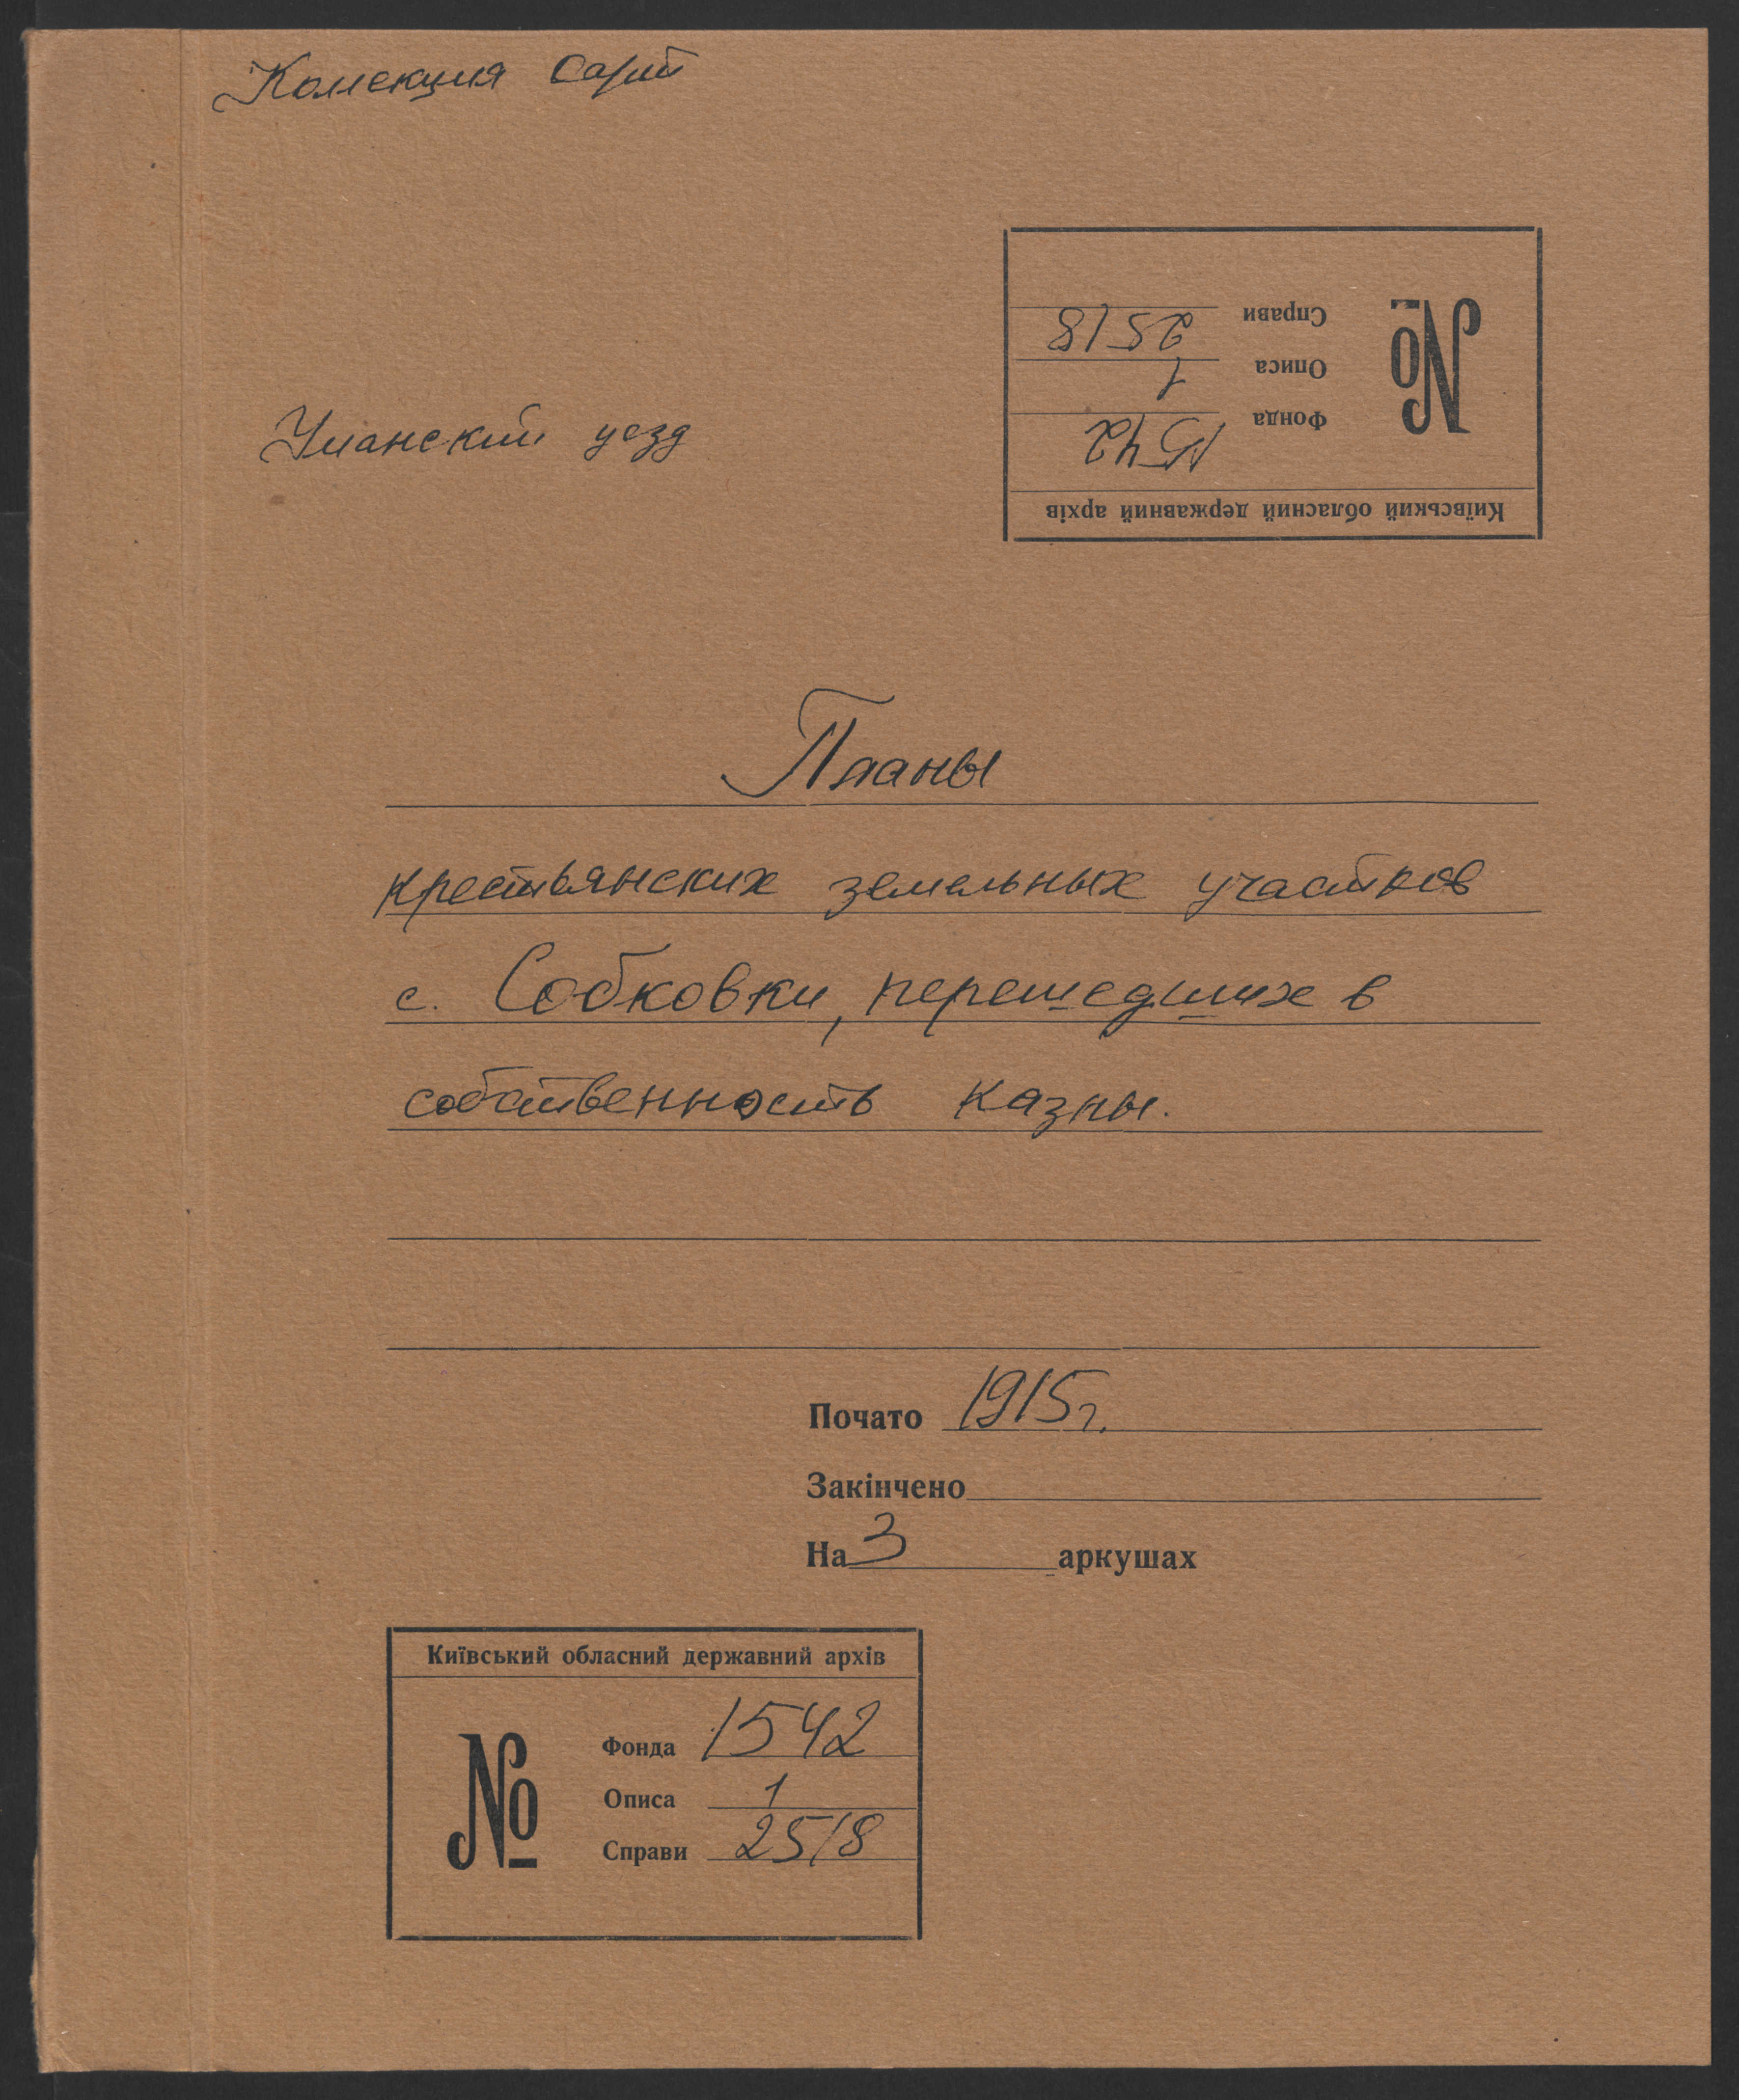 Коллекция карт
Справи 2518
Описа 1
Фонда 1542
№
Київський обласний державний архів
Уманский уезд
Планы
крестьянских земельных участков
с. Собковки, перешедших в
собственность казны.
Почато 1915г.
Закінчено
На 3 аркушах
Київський обласний державний архів
№
Фонда 1542
Описа 1
Справи 2518